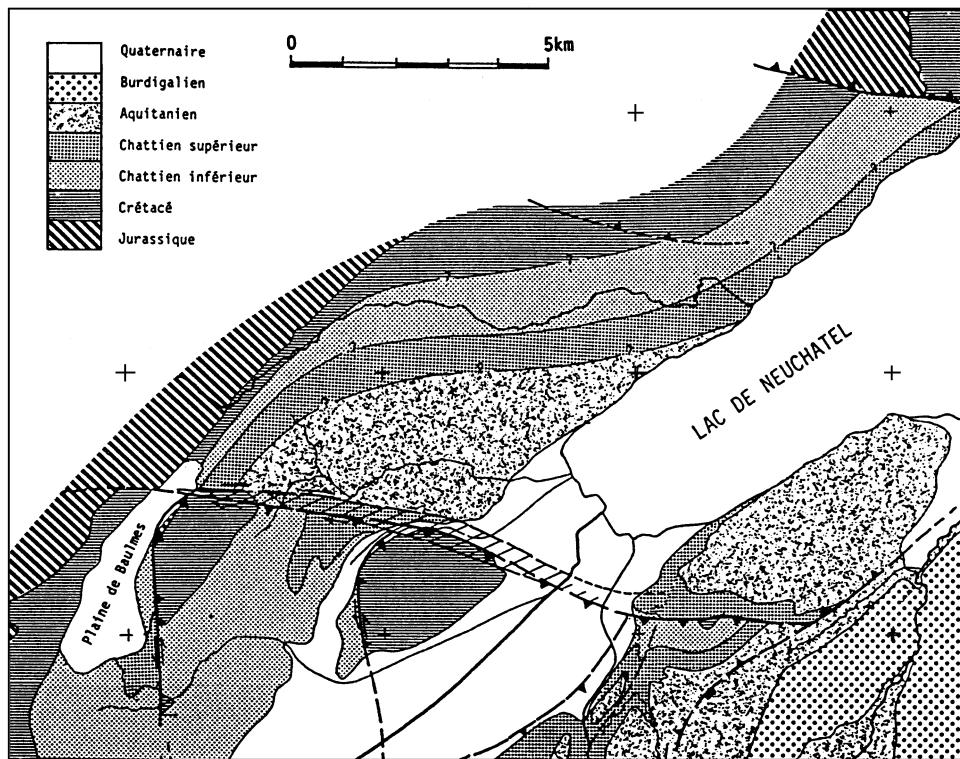 Quaternaire
Burdigalien
Aquitanien
Chattien supérieur
Chattien inférieur
Crétacé
Jurassique
0 5km
LAC DE NEUCHATEL
Plaine de Baulmes